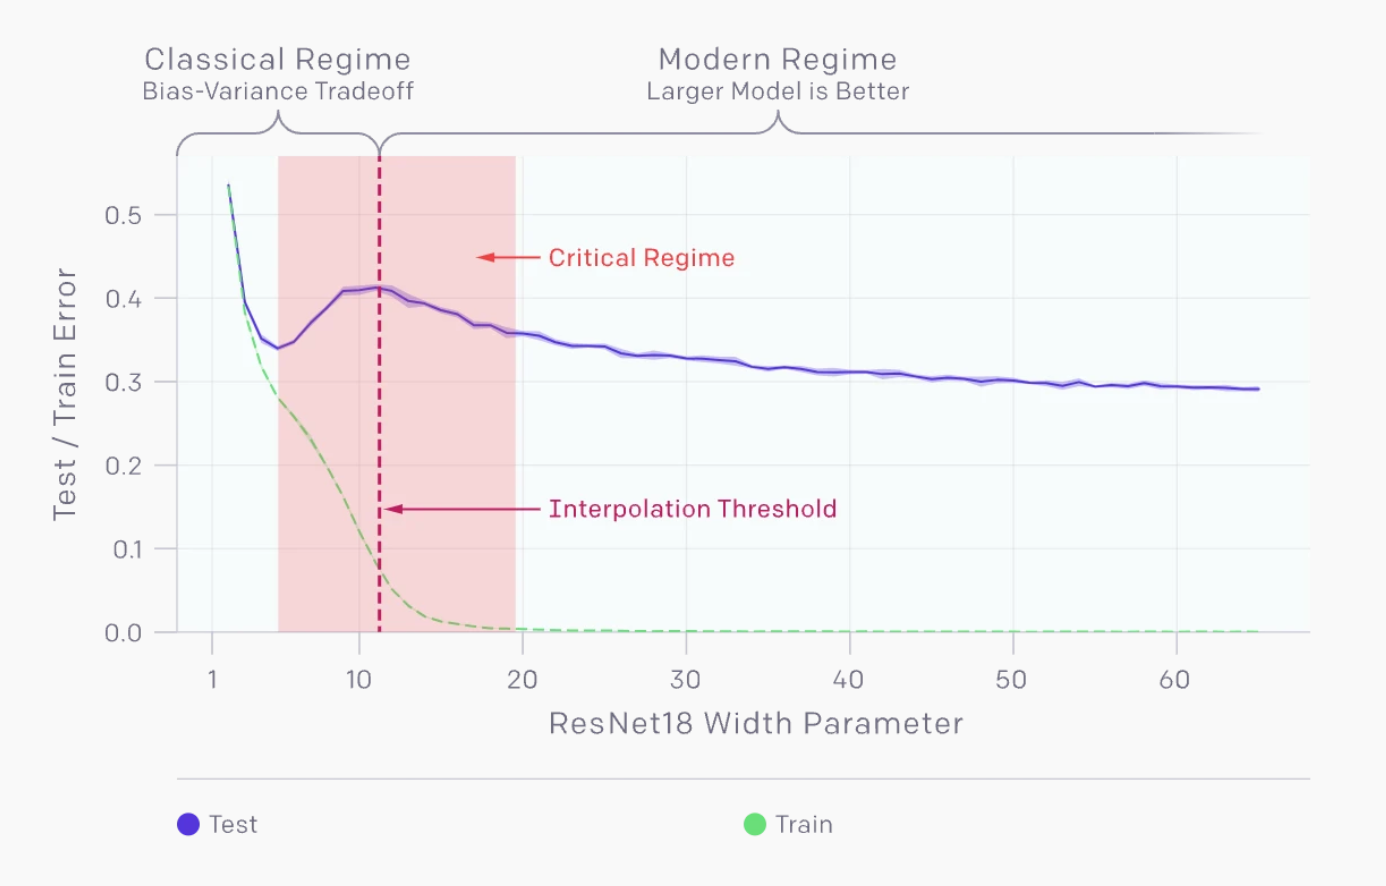 Classical Regime
Bias-Variance Tradeoff
Modern Regime
Larger Model is Better
Test / Train Error
0.5
0.4
0.3
0.2
0.1
0.0
Critical Regime
Interpolation Threshold
1 10 20 30 40 50 60
ResNet18 Width Parameter
Test Train